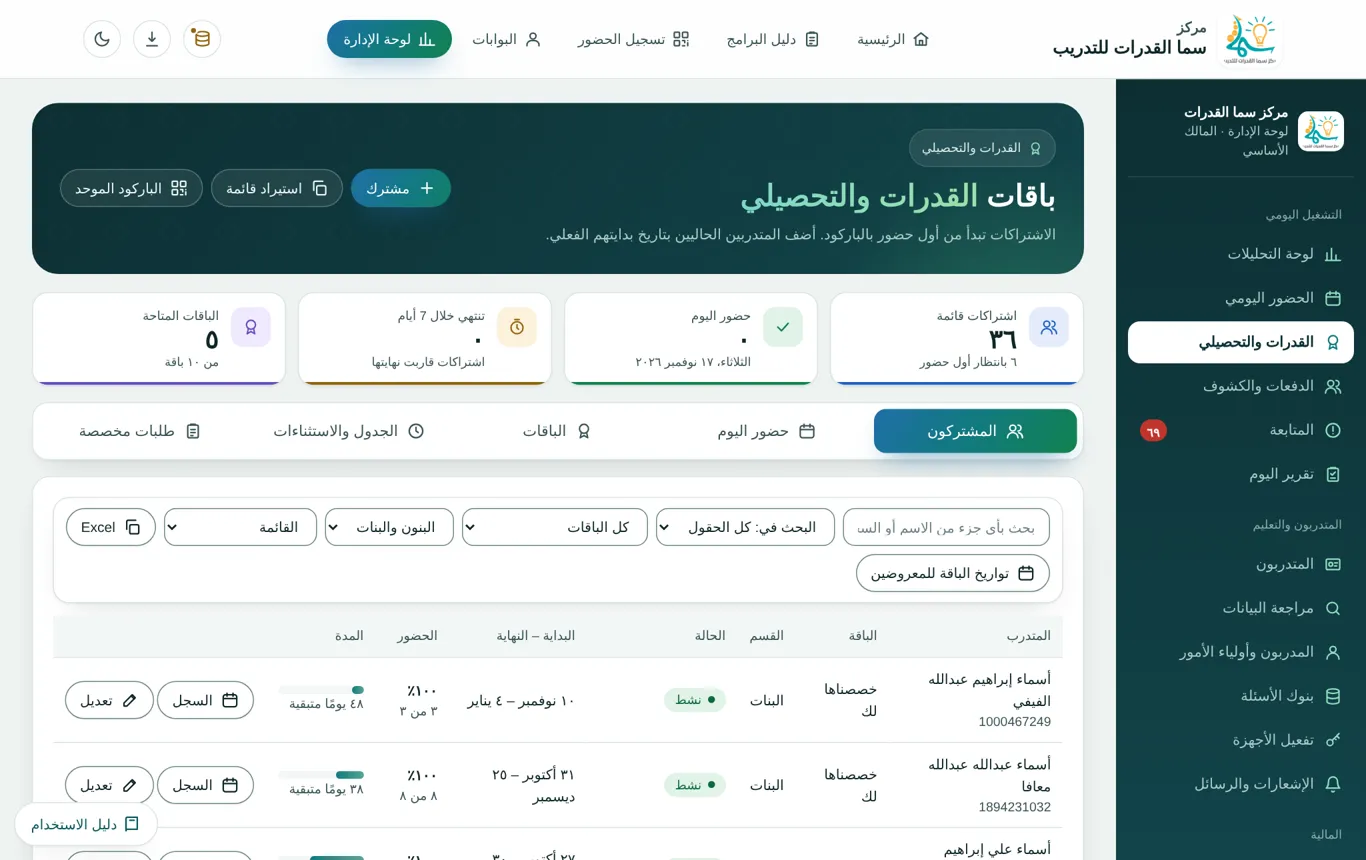 مركز
سما القدرات للتدريب
الرئيسية
دليل البرامج
تسجيل الحضور
البوابات
لوحة الإدارة
مركز سما القدرات
لوحة الإدارة · المالك
الأساسي
التشغيل اليومي
لوحة التحليلات
الحضور اليومي
القدرات والتحصيلي
الدفعات والكشوف
المتابعة
٦٩
تقرير اليوم
المتدربون والتعليم
المتدربون
مراجعة البيانات
المدربون وأولياء الأمور
بنوك الأسئلة
تفعيل الأجهزة
الإشعارات والرسائل
المالية
القدرات والتحصيلي
باقات القدرات والتحصيلي
الاشتراكات تبدأ من أول حضور بالباركود. أضف المتدربين الحاليين بتاريخ بدايتهم الفعلي.
مشترك
استيراد قائمة
الباركود الموحد
اشتراكات قائمة
٣٦
٦ بانتظار أول حضور
حضور اليوم
٠
الثلاثاء، ١٧ نوفمبر ٢٠٢٦
تنتهي خلال 7 أيام
٠
اشتراكات قاربت نهايتها
الباقات المتاحة
٥
من ١٠ باقة
المشتركون
حضور اليوم
الباقات
الجدول والاستثناءات
طلبات مخصصة
بحث بأي جزء من الاسم أو الس
البحث في: كل الحقول
كل الباقات
البنون والبنات
القائمة
Excel
تواريخ الباقة للمعروضين
المتدرب
الباقة
القسم
الحالة
البداية – النهاية
الحضور
المدة
أسماء إبراهيم عبدالله
الفيفي
1000467249
خصصناها
لك
البنات
نشط
١٠ نوفمبر – ٤ يناير
١٠٠٪
٣ من ٣
٤٨ يومًا متبقية
السجل
تعديل
أسماء عبدالله عبدالله
معافا
1894231032
خصصناها
لك
البنات
نشط
٣١ أكتوبر – ٢٥
ديسمبر
١٠٠٪
٨ من ٨
٣٨ يومًا متبقية
السجل
تعديل
أسماء علي إبراهيم
دليل الاستخدام